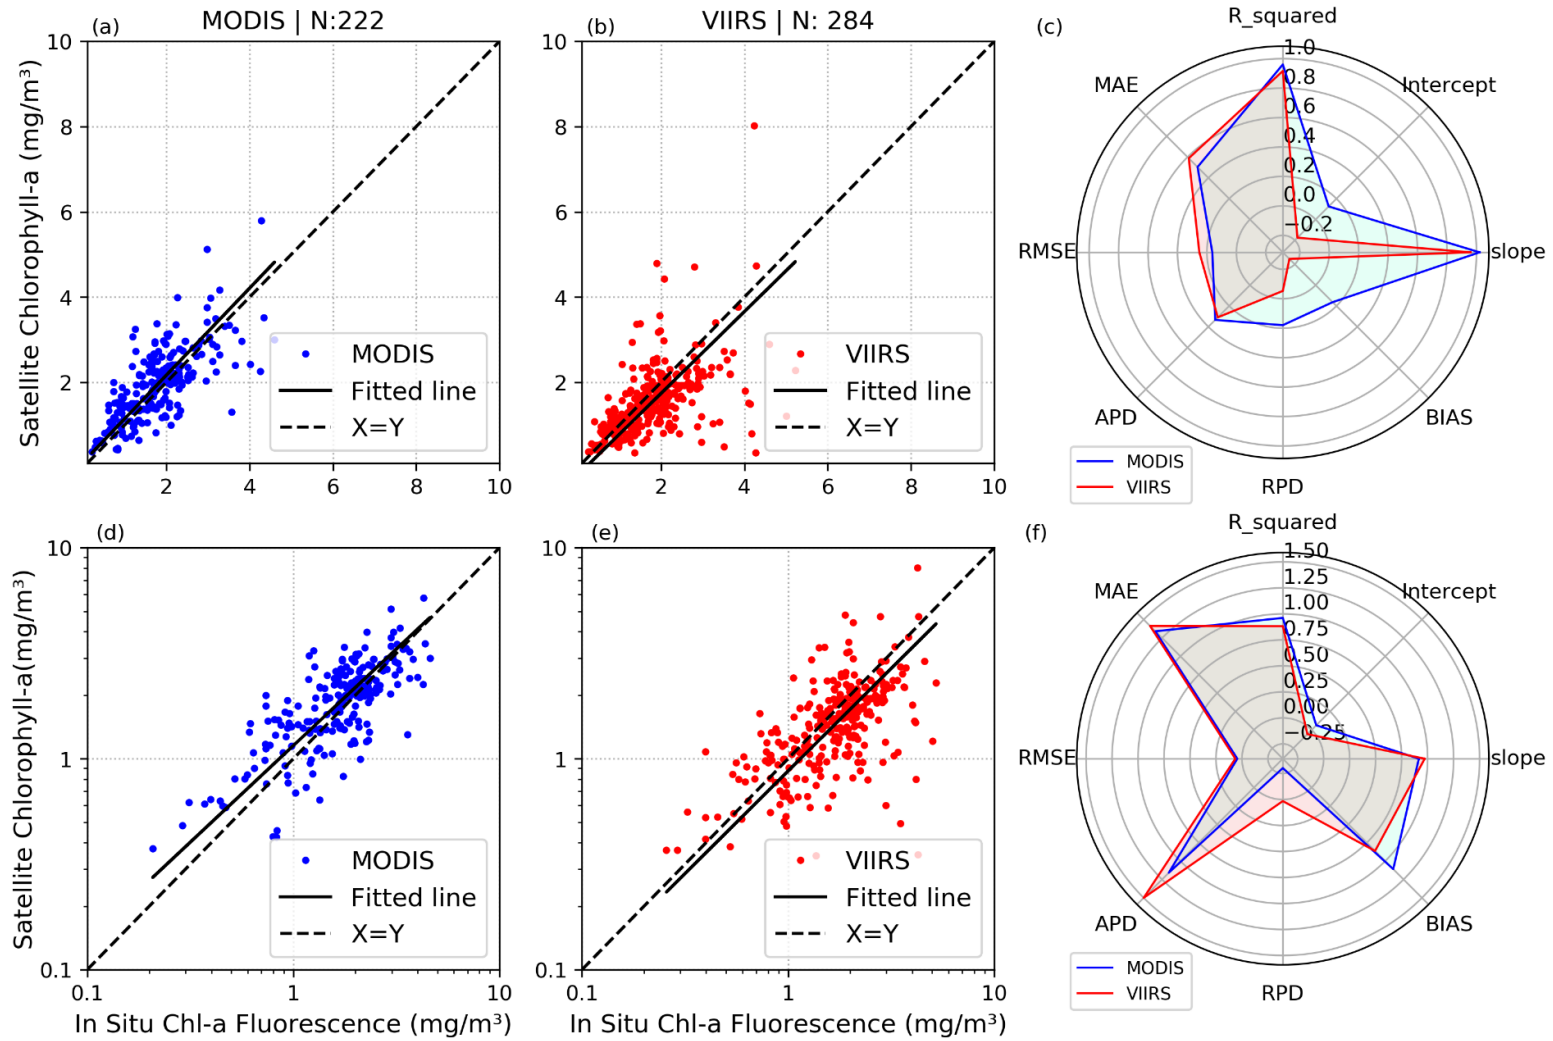 (a)
MODIS | N:222
(b)
VIIRS | N: 284
(c)
R_squared
Satellite Chlorophyll-a (mg/m³)
10
8
6
4
2
2
4
6
8
10
MODIS
Fitted line
X=Y
10
8
6
4
2
2
4
6
8
10
VIIRS
Fitted line
X=Y
MAE
Intercept
1.0
0.8
0.6
0.4
0.2
0.0
−0.2
RMSE
slope
APD
BIAS
RPD
MODIS
VIIRS
(d)
(e)
(f)
R_squared
Satellite Chlorophyll-a(mg/m³)
10
1
0.1
0.1
1
10
MODIS
Fitted line
X=Y
In Situ Chl-a Fluorescence (mg/m³)
10
1
0.1
0.1
1
10
VIIRS
Fitted line
X=Y
In Situ Chl-a Fluorescence (mg/m³)
MAE
Intercept
1.50
1.25
1.00
0.75
0.50
0.25
0.00
−0.25
RMSE
slope
APD
BIAS
RPD
MODIS
VIIRS